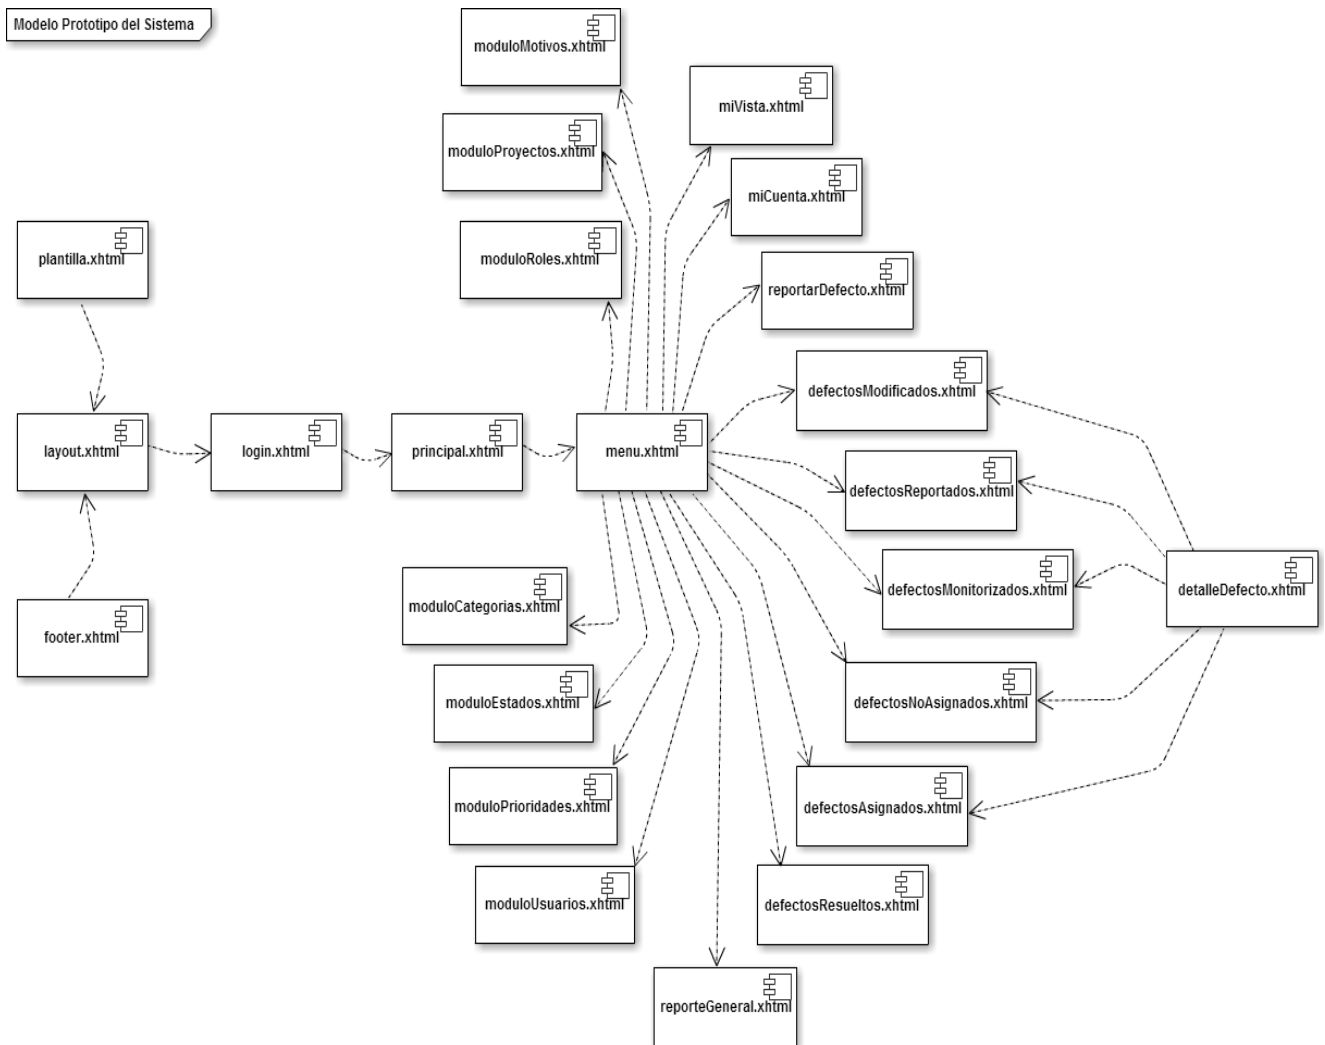 Modelo Prototipo del Sistema
moduloMotivos.xhtml
miVista.xhtml
moduloProyectos.xhtml
miCuenta.xhtml
plantilla.xhtml
moduloRoles.xhtml
reportarDefecto.xhtml
defectosModificados.xhtml
layout.xhtml
login.xhtml
principal.xhtml
menu.xhtml
defectosReportados.xhtml
defectosMonitorizados.xhtml
detalleDefecto.xhtml
moduloCategorias.xhtml
footer.xhtml
moduloEstados.xhtml
defectosNoAsignados.xhtml
moduloPrioridades.xhtml
defectosAsignados.xhtml
moduloUsuarios.xhtml
defectosResueltos.xhtml
reporteGeneral.xhtml